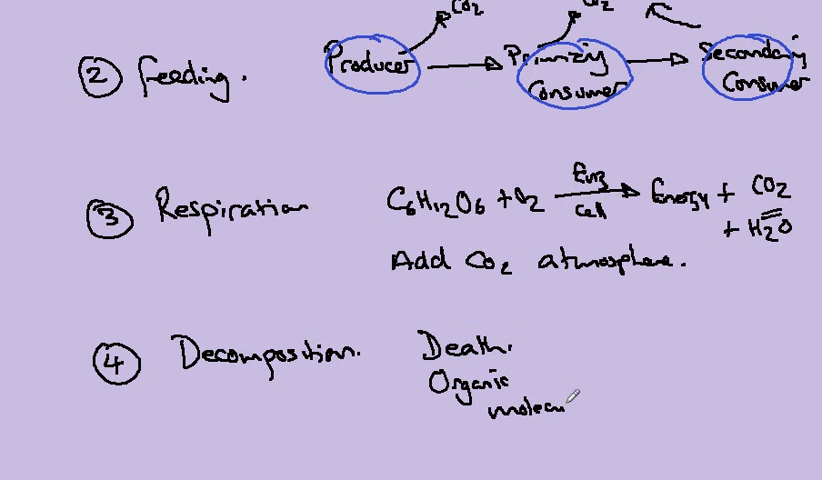 CO2 CO2
② Feeding. Producer → Primary Consumer → Secondary Consumer
③ Respiration C6H12O6 + O2 → Energy + CO2
Enz
Cell
+ H2O
Add CO2 atmosphere.
④ Decomposition. Death.
Organic
molecu